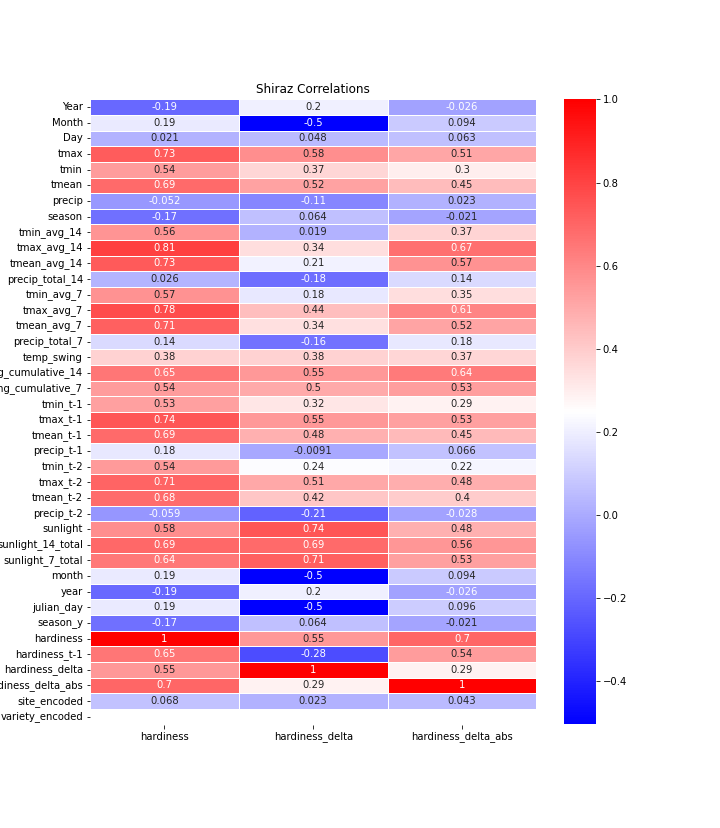 Shiraz Correlations
Year -0.19 0.2 -0.026 1.0
Month 0.19 -0.5 0.094
Day 0.021 0.048 0.063
tmax 0.73 0.58 0.51
tmin 0.54 0.37 0.3
tmean 0.69 0.52 0.45 0.8
precip -0.052 -0.11 0.023
season -0.17 0.064 -0.021
tmin_avg_14 0.56 0.019 0.37
tmax_avg_14 0.81 0.34 0.67
tmean_avg_14 0.73 0.21 0.57 0.6
precip_total_14 0.026 -0.18 0.14
tmin_avg_7 0.57 0.18 0.35
tmax_avg_7 0.78 0.44 0.61
tmean_avg_7 0.71 0.34 0.52
precip_total_7 0.14 -0.16 0.18
temp_swing 0.38 0.38 0.37 0.4
g_cumulative_14 0.65 0.55 0.64
ng_cumulative_7 0.54 0.5 0.53
tmin_t-1 0.53 0.32 0.29
tmax_t-1 0.74 0.55 0.53
tmean_t-1 0.69 0.48 0.45 0.2
precip_t-1 0.18 -0.0091 0.066
tmin_t-2 0.54 0.24 0.22
tmax_t-2 0.71 0.51 0.48
tmean_t-2 0.68 0.42 0.4
precip_t-2 -0.059 -0.21 -0.028 0.0
sunlight 0.58 0.74 0.48
sunlight_14_total 0.69 0.69 0.56
sunlight_7_total 0.64 0.71 0.53
month 0.19 -0.5 0.094
year -0.19 0.2 -0.026 −0.2
julian_day 0.19 -0.5 0.096
season_y -0.17 0.064 -0.021
hardiness 1 0.55 0.7
hardiness_t-1 0.65 -0.28 0.54
hardiness_delta 0.55 1 0.29
diness_delta_abs 0.7 0.29 1 −0.4
site_encoded 0.068 0.023 0.043
variety_encoded
hardiness hardiness_delta hardiness_delta_abs